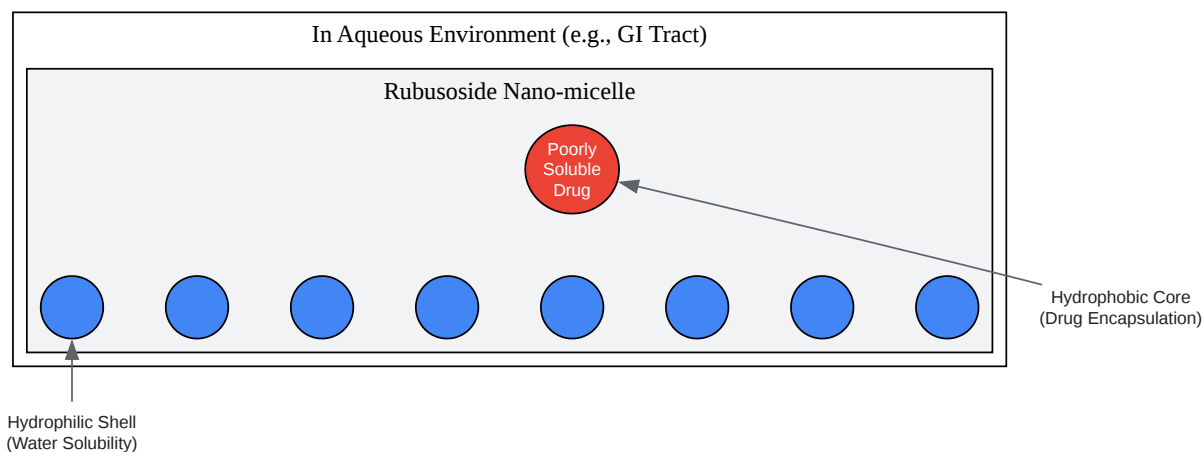 In Aqueous Environment (e.g., GI Tract)
Rubusoside Nano-micelle
Poorly
Soluble
Drug
Hydrophobic Core
(Drug Encapsulation)
Hydrophilic Shell
(Water Solubility)